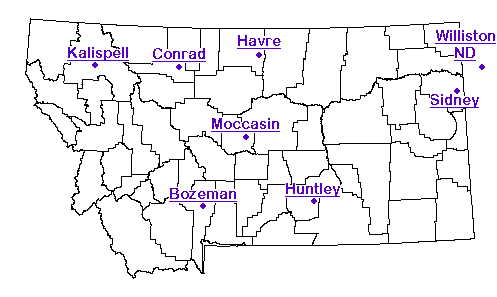 Williston
ND
Havre
Kalispell
Conrad
Sidney
Moccasin
Bozeman
Huntley